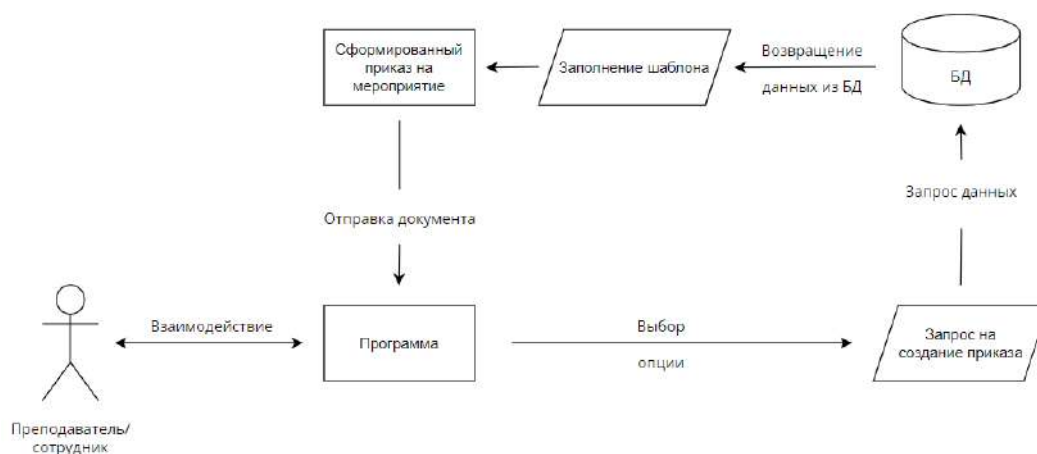 Сформированный
приказ на
мероприятие
Заполнение шаблона
Возвращение
данных из БД
БД
Отправка документа
Запрос данных
Взаимодействие
Программа
Выбор
опции
Запрос на
создание приказа
Преподаватель/
сотрудник